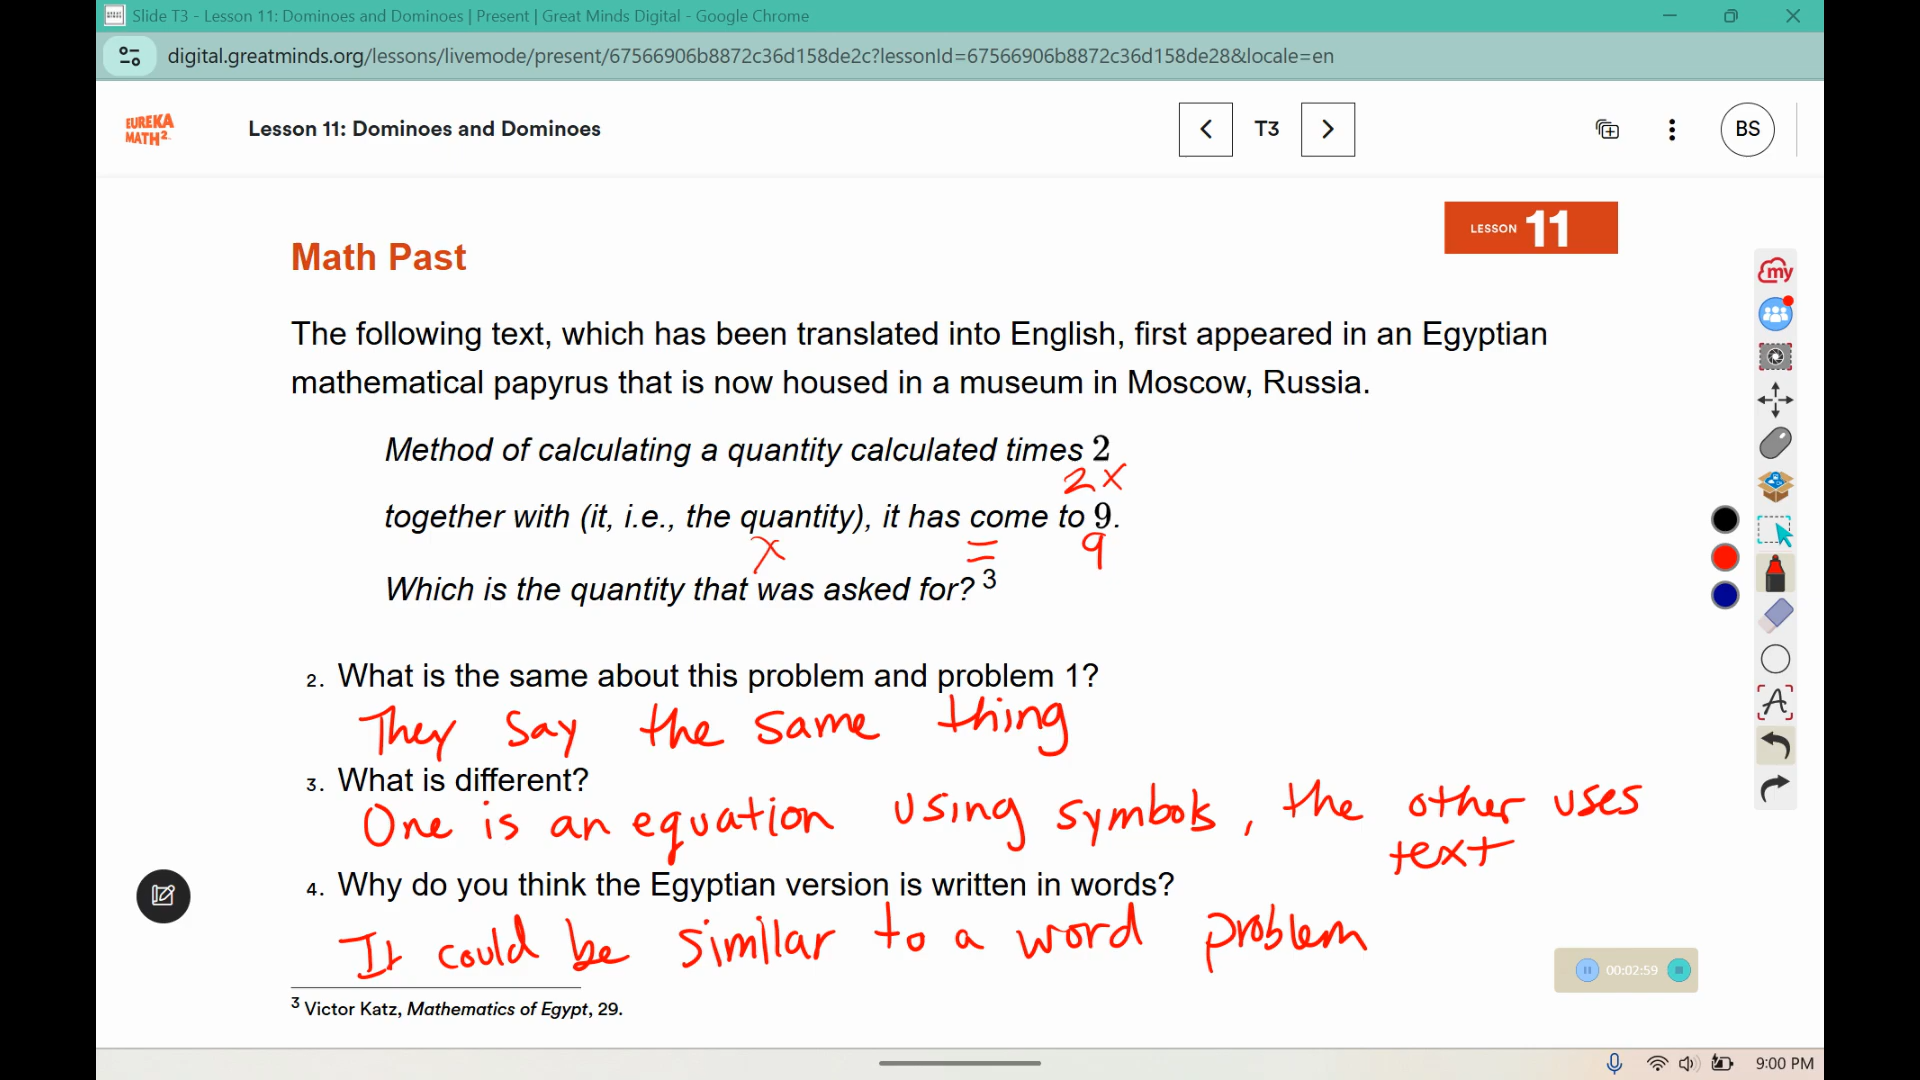 Slide T3 - Lesson 11: Dominoes and Dominoes | Present | Great Minds Digital - Google Chrome
digital.greatminds.org/lessons/livemode/present/67566906b8872c36d158de2c?lessonId=67566906b8872c36d158de28&locale=en
EUREKA
MATH²
Lesson 11: Dominoes and Dominoes
T3
BS
LESSON 11
Math Past
The following text, which has been translated into English, first appeared in an Egyptian
mathematical papyrus that is now housed in a museum in Moscow, Russia.
Method of calculating a quantity calculated times 2
2x
together with (it, i.e., the quantity), it has come to 9.
x = 9
Which is the quantity that was asked for? 3
2. What is the same about this problem and problem 1?
They say the same thing
3. What is different?
One is an equation using symbols, the other uses
text
4. Why do you think the Egyptian version is written in words?
It could be similar to a word problem
3 Victor Katz, Mathematics of Egypt, 29.
my
A
00:02:59
9:00 PM